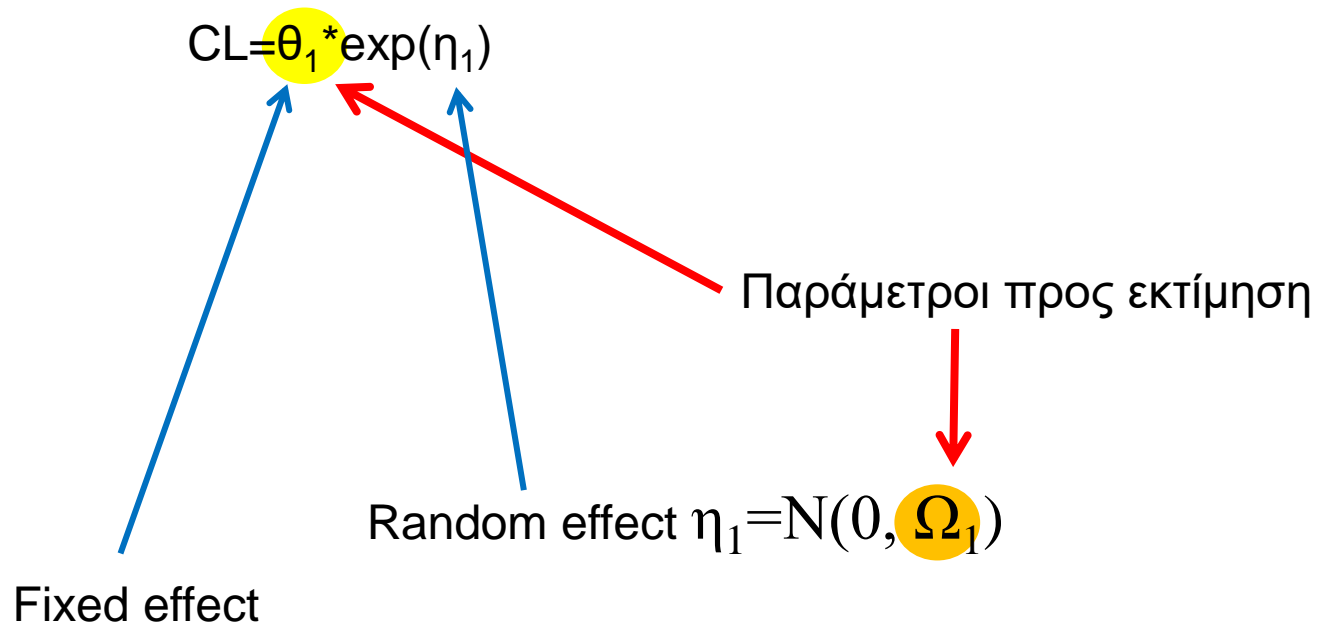 CL=θ₁*exp(η₁)
Παράμετροι προς εκτίμηση
Random effect η₁=N(0, Ω₁)
Fixed effect